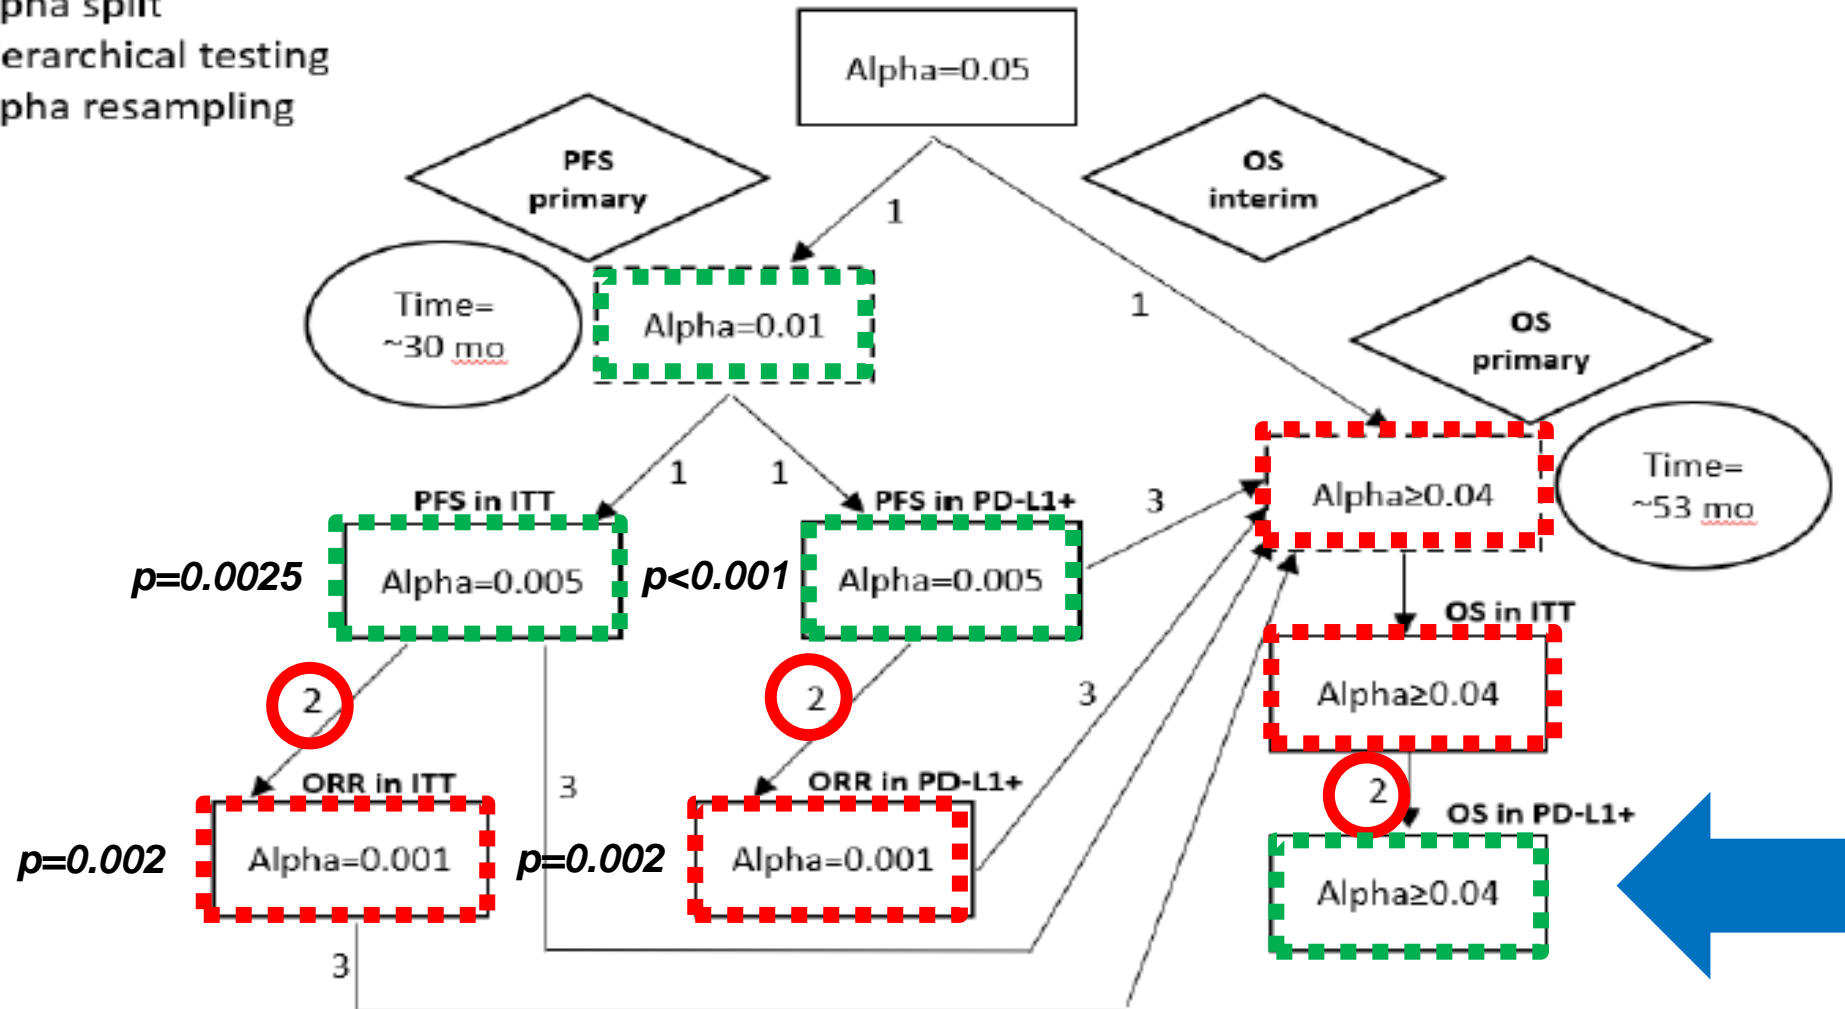 pha split
erarchical testing
pha resampling
Alpha=0.05
PFS
primary
OS
interim
1
1
Time=
~30 mo
Alpha=0.01
OS
primary
1
1
3
PFS in ITT
PFS in PD-L1+
Alpha≥0.04
Time=
~53 mo
p=0.0025
Alpha=0.005
p<0.001
Alpha=0.005
OS in ITT
Alpha≥0.04
2
2
3
3
2
ORR in ITT
ORR in PD-L1+
OS in PD-L1+
p=0.002
Alpha=0.001
p=0.002
Alpha=0.001
Alpha≥0.04
3